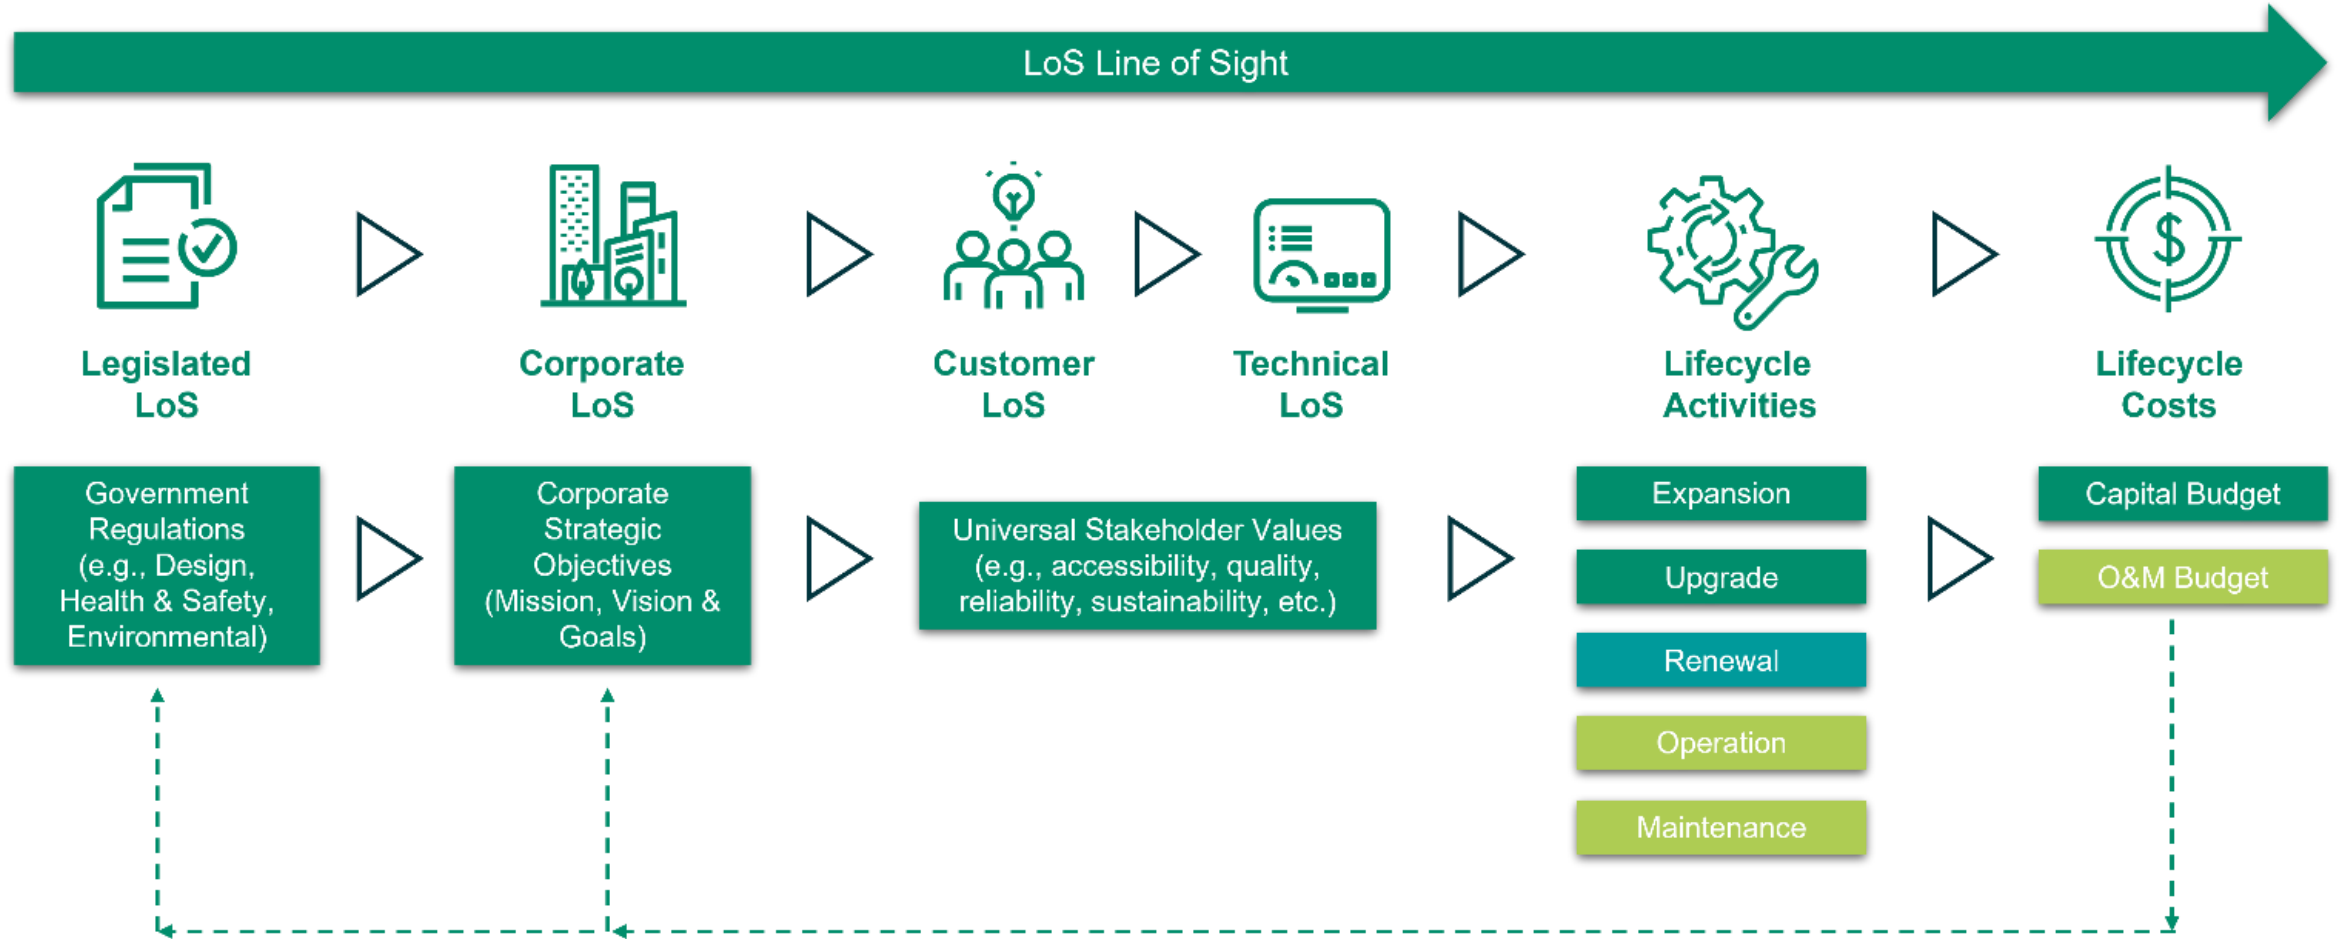 LoS Line of Sight
Legislated
LoS
Corporate
LoS
Customer
LoS
Technical
LoS
Lifecycle
Activities
Lifecycle
Costs
Government
Regulations
(e.g., Design,
Health & Safety,
Environmental)
Corporate
Strategic
Objectives
(Mission, Vision &
Goals)
Universal Stakeholder Values
(e.g., accessibility, quality,
reliability, sustainability, etc.)
Expansion
Upgrade
Renewal
Operation
Maintenance
Capital Budget
O&M Budget
$